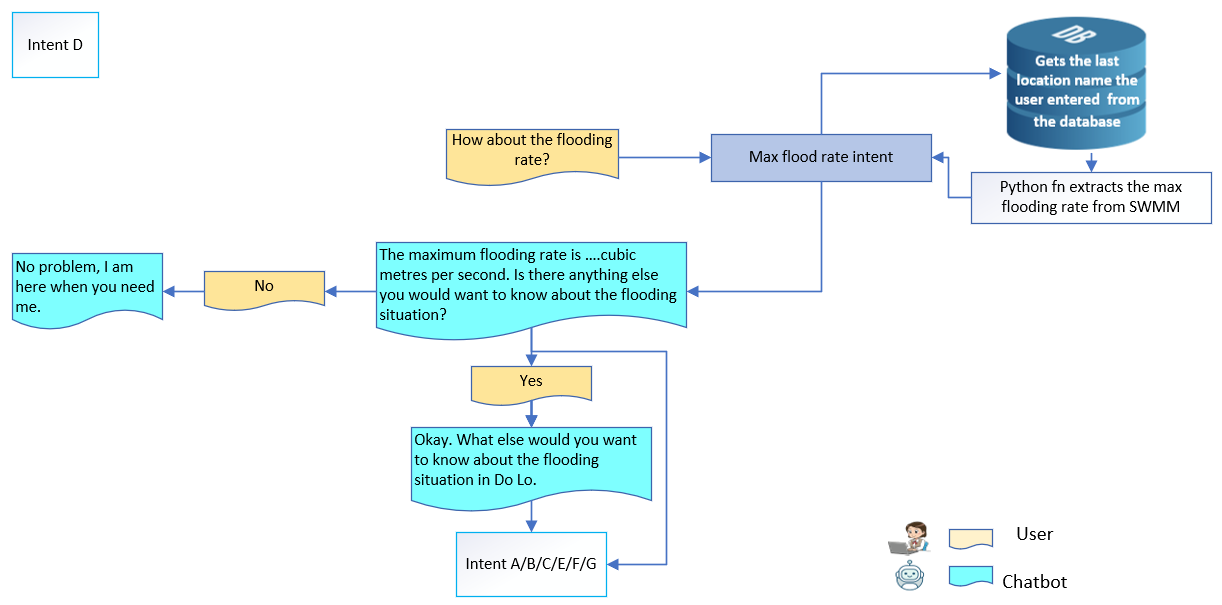 Intent D
DB
Gets the last
location name the
user entered from
the database
How about the flooding
rate?
Max flood rate intent
Python fn extracts the max
flooding rate from SWMM
The maximum flooding rate is ....cubic
metres per second. Is there anything else
you would want to know about the flooding
situation?
No
No problem, I am
here when you need
me.
Yes
Okay. What else would you want
to know about the flooding
situation in Do Lo.
Intent A/B/C/E/F/G
User
Chatbot